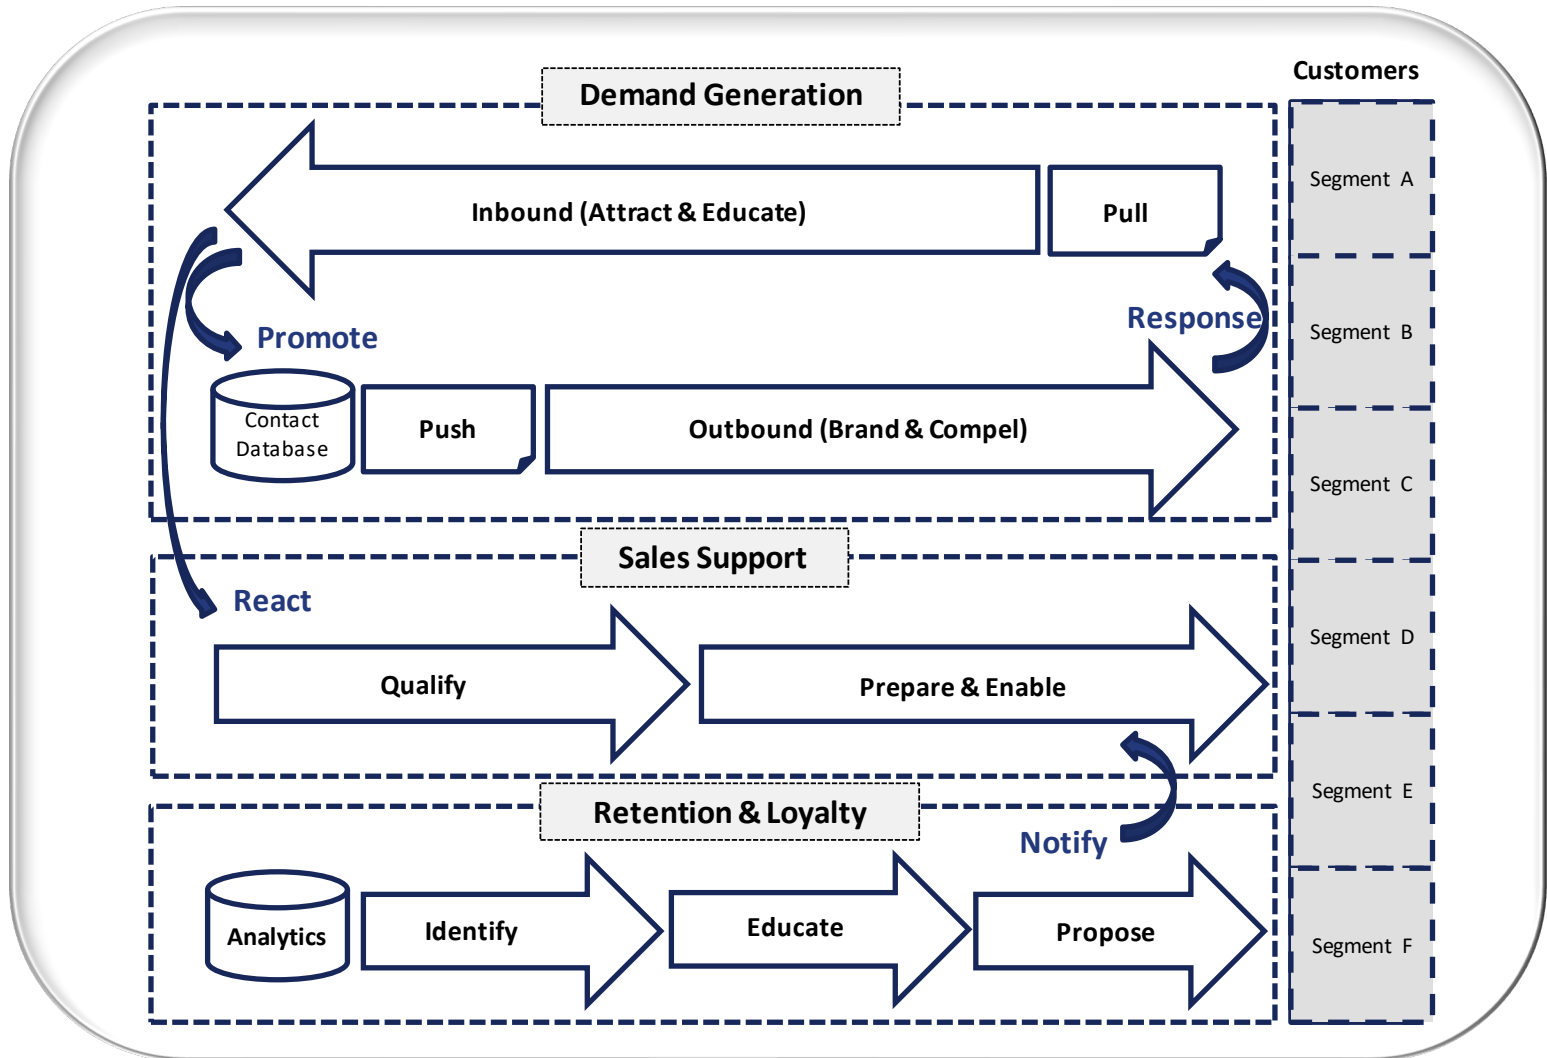 Customers
Demand Generation
Inbound (Attract & Educate)
Pull
Segment A
Response
Segment B
Promote
Contact
Database
Push
Outbound (Brand & Compel)
Segment C
Sales Support
React
Qualify
Prepare & Enable
Segment D
Retention & Loyalty
Notify
Segment E
Analytics
Identify
Educate
Propose
Segment F